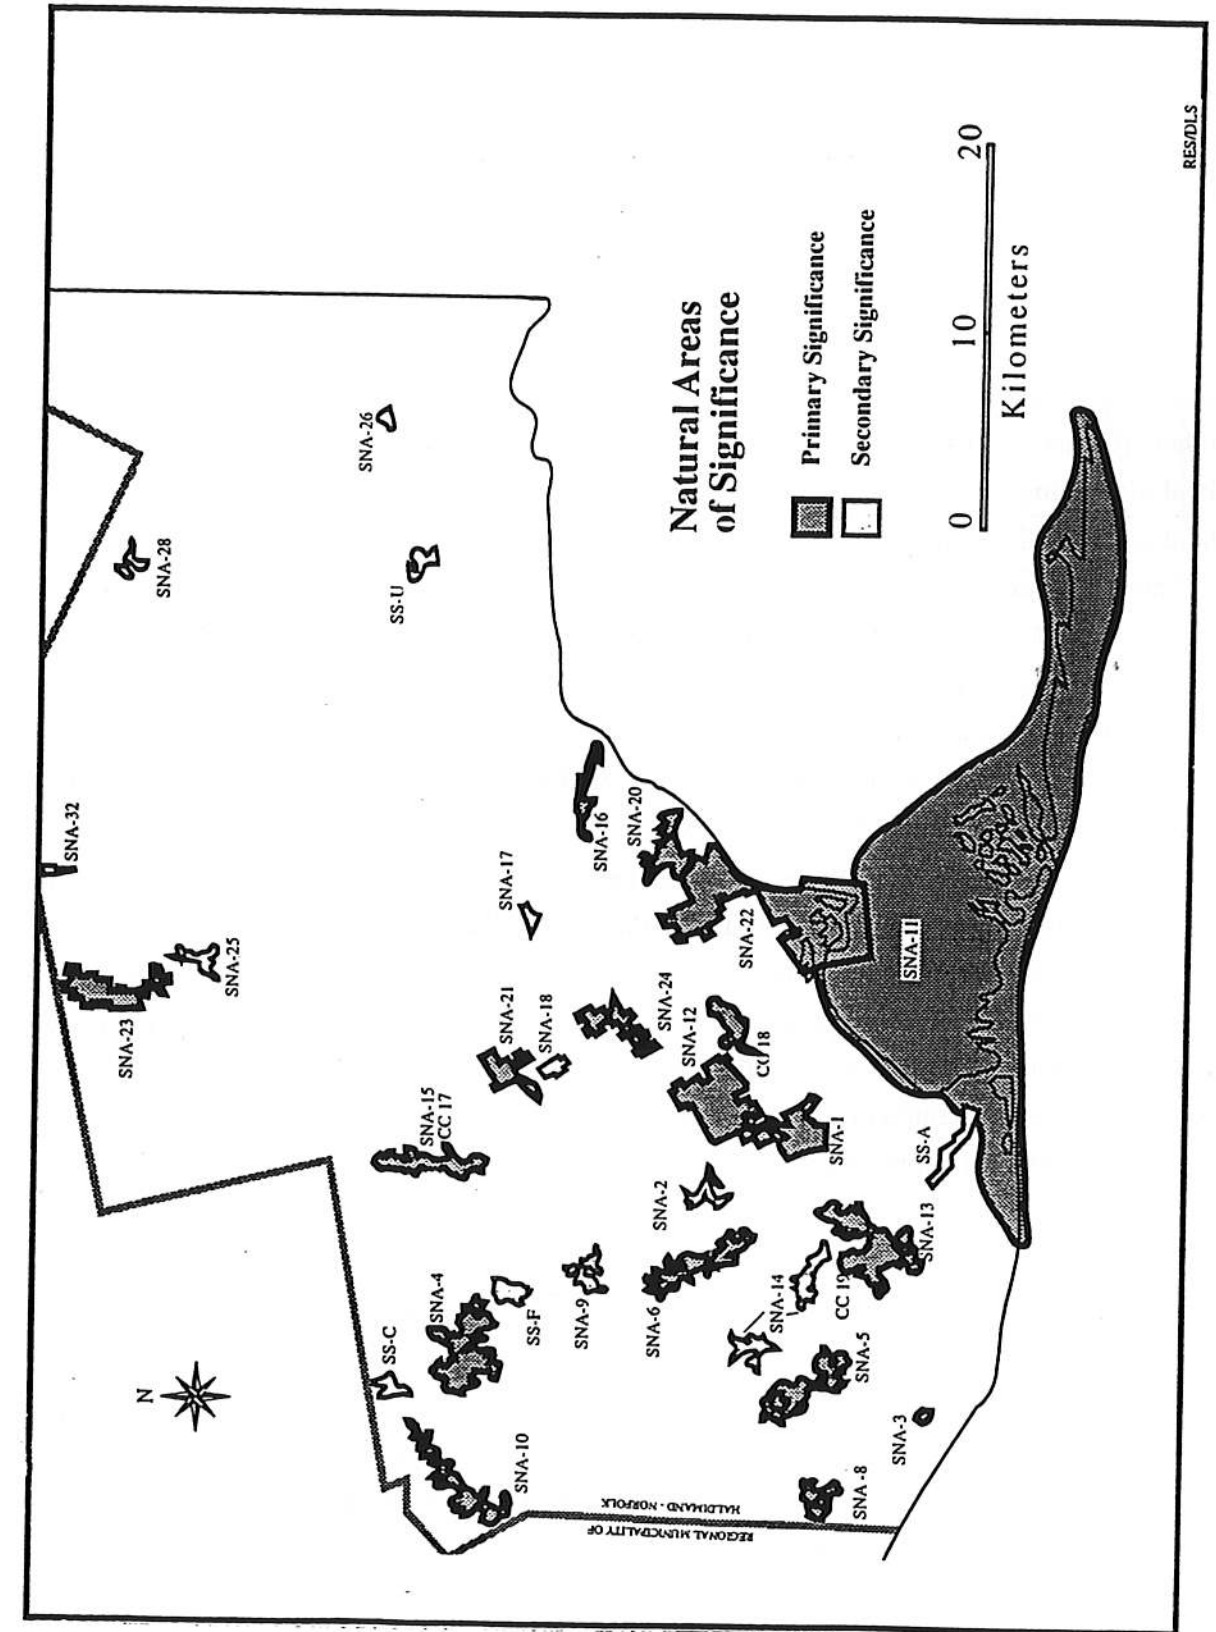 Natural Areas
of Significance
Primary Significance
Secondary Significance
0 10 20
Kilometers
RES/DLS
N
SNA-32
SNA-28
SNA-26
SS-U
SNA-25
SNA-23
SNA-17
SNA-16
SNA-20
SNA-22
SNA-21
SNA-18
SNA-24
SNA-12
CC 18
SNA-11
SNA-15
CC 17
SNA-1
SS-A
SNA-2
SNA-13
CC 19
SNA-14
SNA-6
SNA-9
SS-F
SNA-4
SS-C
SNA-10
SNA-5
SNA-3
SNA-8
REGIONAL MUNICIPALITY OF
HALDIMAND - NORFOLK